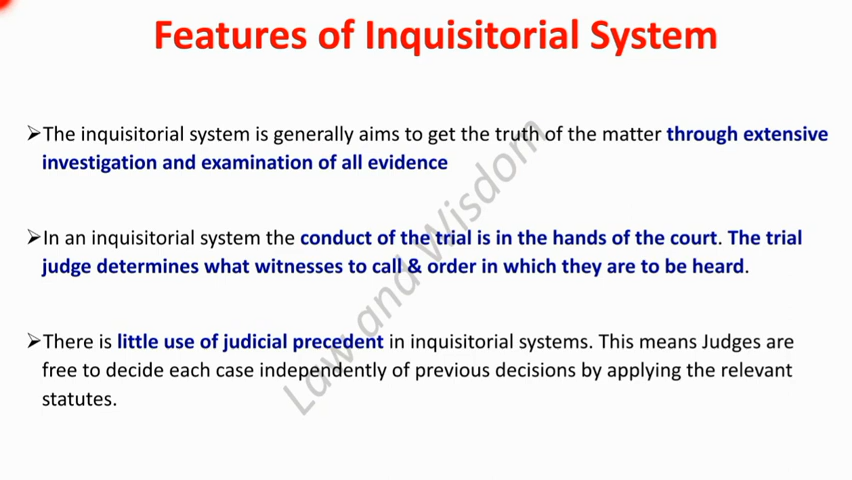 Features of Inquisitorial System
➢The inquisitorial system is generally aims to get the truth of the matter through extensive
investigation and examination of all evidence
➢In an inquisitorial system the conduct of the trial is in the hands of the court. The trial
judge determines what witnesses to call & order in which they are to be heard.
➢There is little use of judicial precedent in inquisitorial systems. This means Judges are
free to decide each case independently of previous decisions by applying the relevant
statutes.
Law and Wisdom